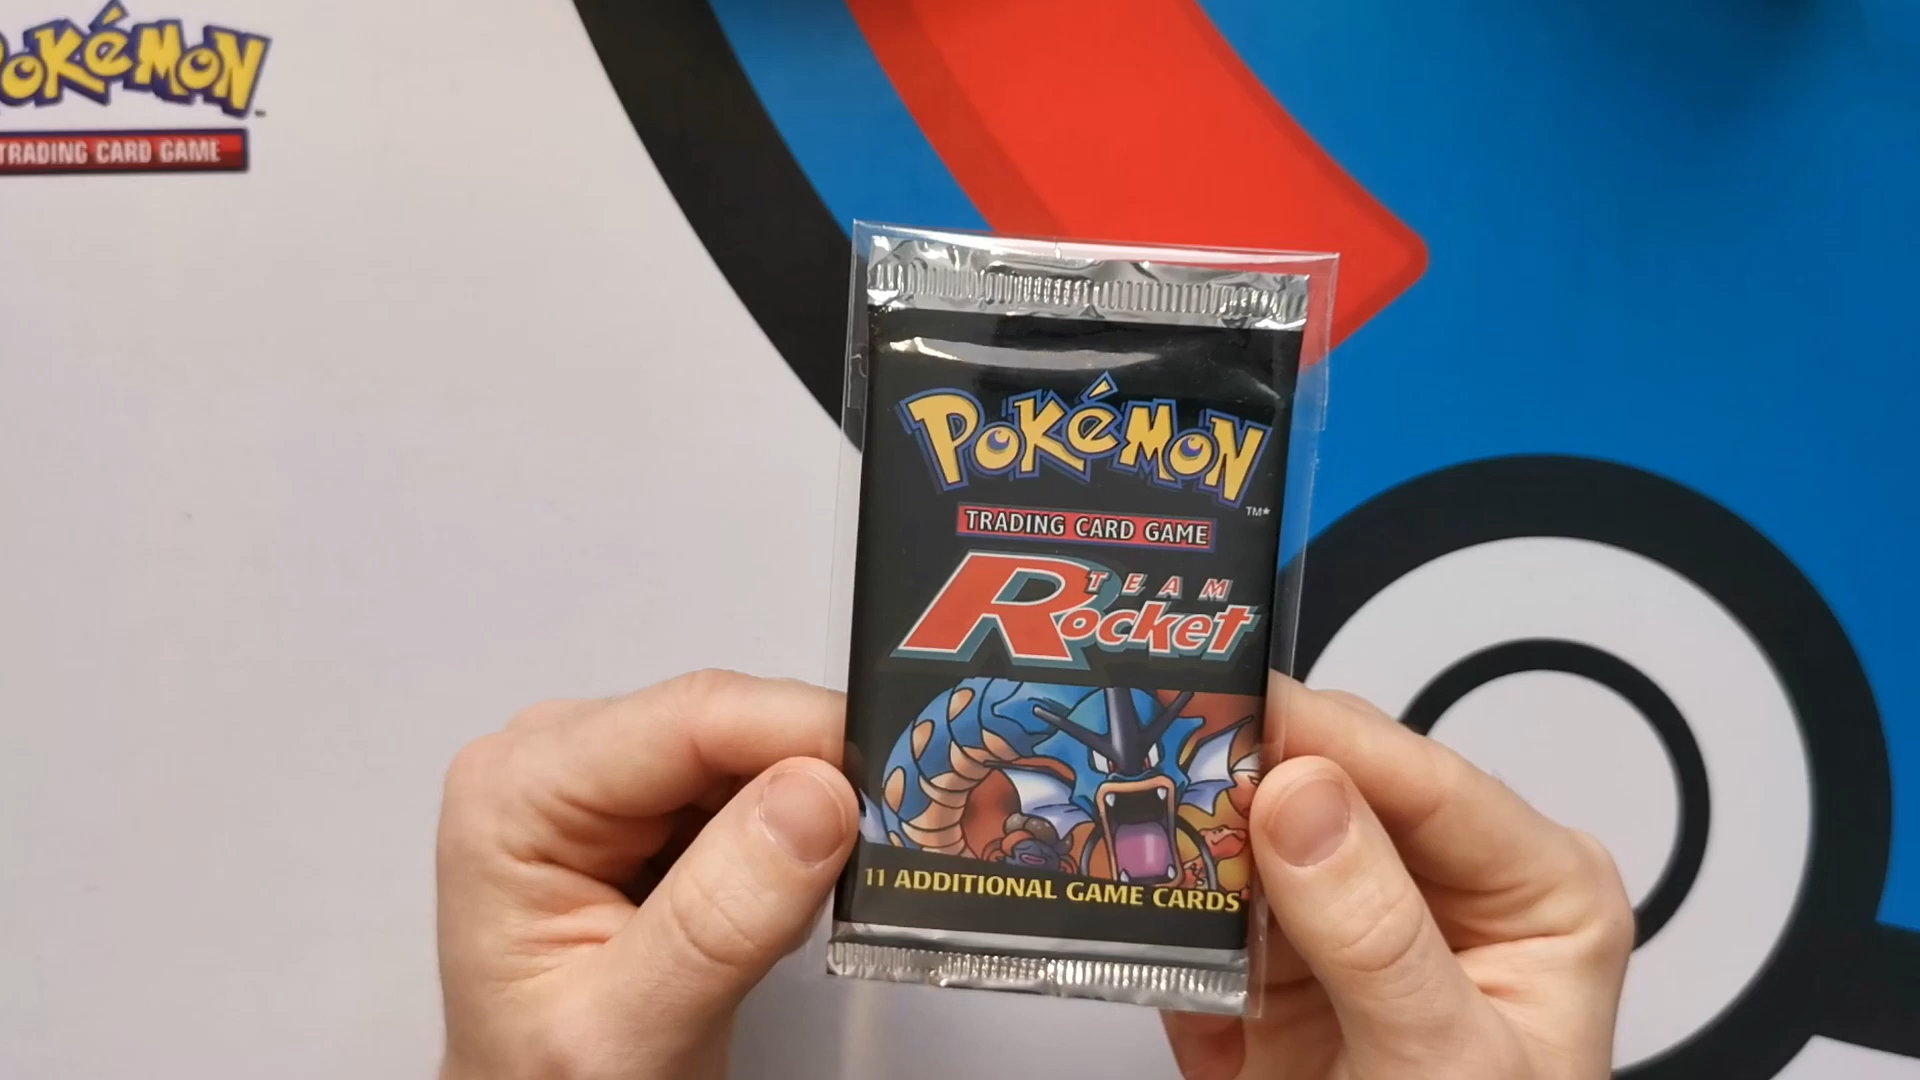 POKéMON
TRADING CARD GAME
POKéMON
TM*
TRADING CARD GAME
TEAM
Rocket
11 ADDITIONAL GAME CARDS